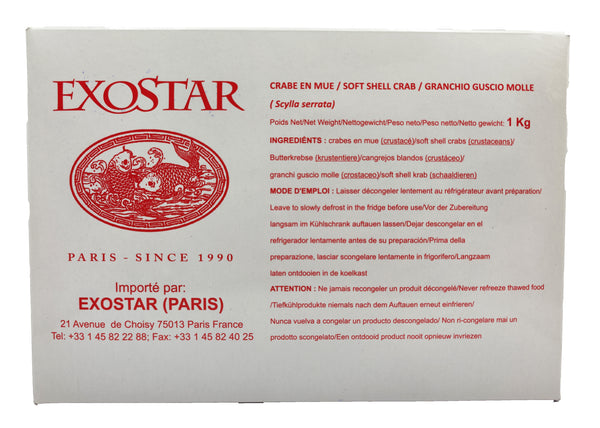 EXOSTAR
PARIS - SINCE 1990
Importé par:
EXOSTAR (PARIS)
21 Avenue de Choisy 75013 Paris France
Tel: +33 1 45 82 22 88; Fax: +33 1 45 82 40 25
CRABE EN MUE / SOFT SHELL CRAB / GRANCHIO GUSCIO MOLLE
( Scylla serrata)
Poids Net/Net Weight/Nettogewicht/Peso neto/Peso netto/Netto gewicht: 1 Kg
INGREDIËNTS : crabes en mue (crustacé)/soft shell crabs (crustaceans)/
Butterkrebse (krustentiere)/cangrejos blandos (crustáceo)/
granchi guscio molle (crostaceo)/soft shell krab (schaaldieren)
MODE D'EMPLOI : Laisser décongeler lentement au réfrigérateur avant préparation/
Leave to slowly defrost in the fridge before use/Vor der Zubereitung
langsam im Kühlschrank auftauen lassen/Dejar descongelar en el
refrigerador lentamente antes de su preparación/Prima della
preparazione, lasciar scongelare lentamente in frigorifero/Langzaam
laten ontdooien in de koelkast
ATTENTION : Ne jamais recongeler un produit décongelé/Never refreeze thawed food
/Tiefkühlprodukte niemals nach dem Auftauen erneut einfrieren/
Nunca vuelva a congelar un producto descongelado/ Non ri-congelare mai un
prodotto scongelato/Een ontdooid product nooit opnieuw invriezen